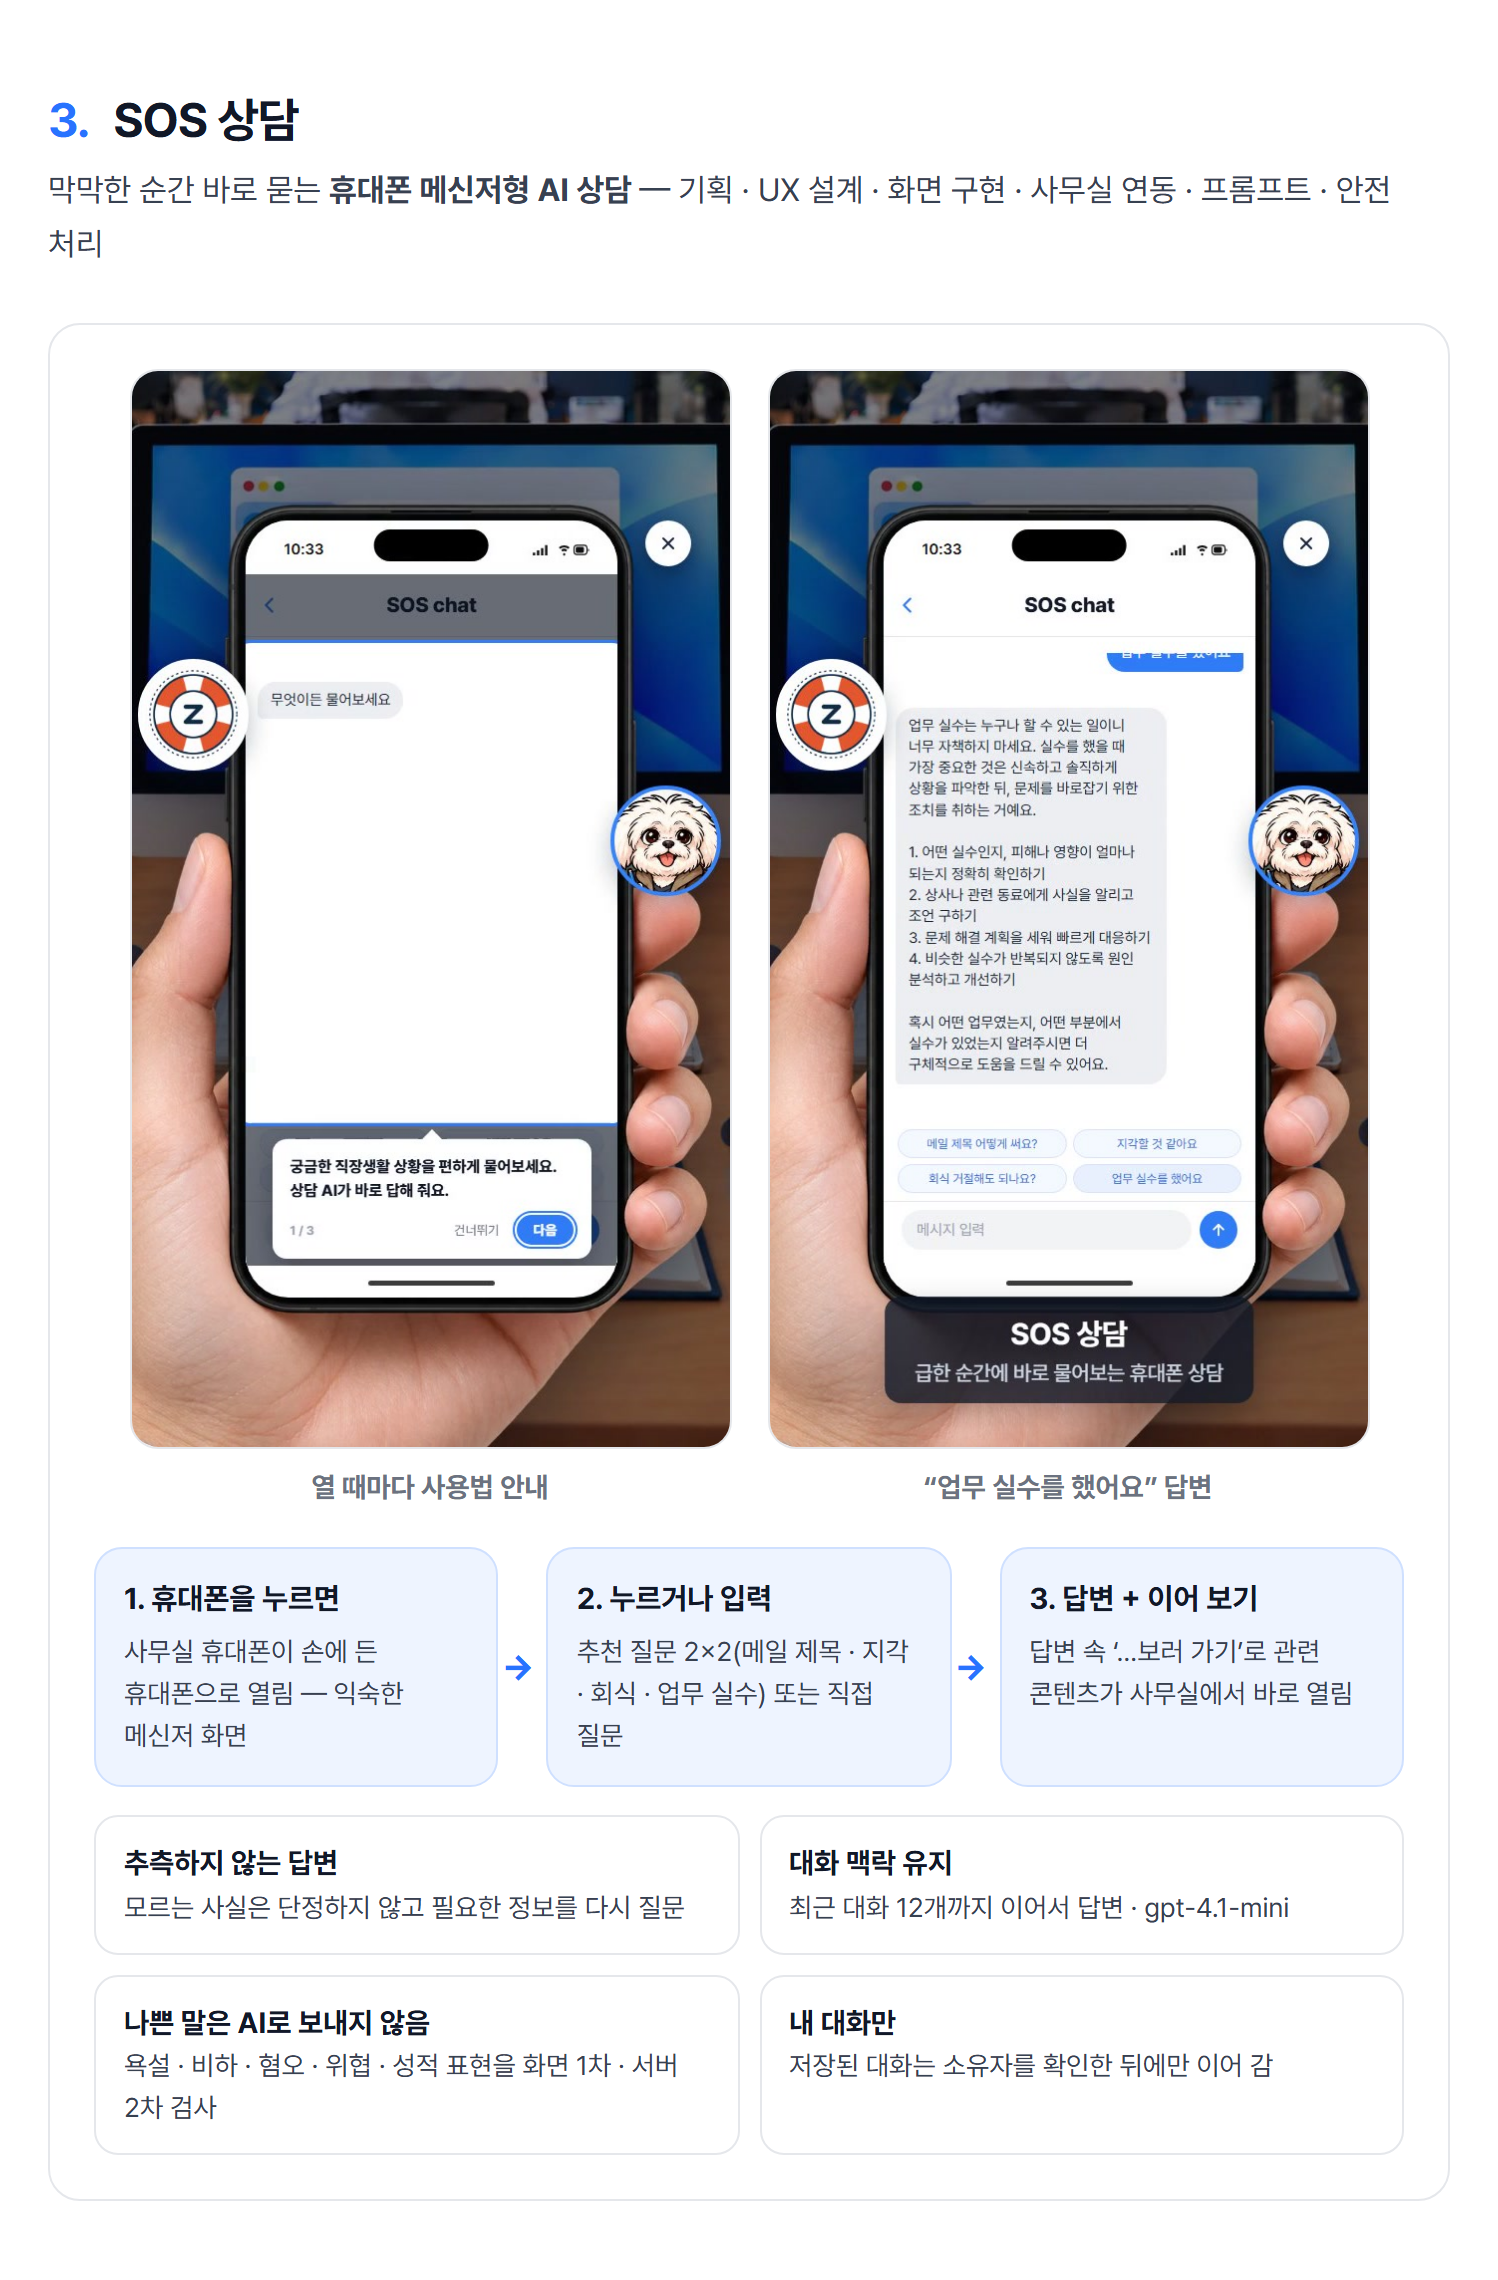 3. SOS 상담
막막한 순간 바로 묻는 휴대폰 메신저형 AI 상담 — 기획 · UX 설계 · 화면 구현 · 사무실 연동 · 프롬프트 · 안전
처리
10:33
SOS chat
Z
무엇이든 물어보세요
궁금한 직장생활 상황을 편하게 물어보세요.
상담 AI가 바로 답해 줘요.
1 / 3
건너뛰기
다음
열 때마다 사용법 안내
10:33
SOS chat
Z
업무 실수를 했어요
업무 실수는 누구나 할 수 있는 일이니
너무 자책하지 마세요. 실수를 했을 때
가장 중요한 것은 신속하고 솔직하게
상황을 파악한 뒤, 문제를 바로잡기 위한
조치를 취하는 거예요.
1. 어떤 실수인지, 피해나 영향이 얼마나
되는지 정확히 확인하기
2. 상사나 관련 동료에게 사실을 알리고
조언 구하기
3. 문제 해결 계획을 세워 빠르게 대응하기
4. 비슷한 실수가 반복되지 않도록 원인
분석하고 개선하기
혹시 어떤 업무였는지, 어떤 부분에서
실수가 있었는지 알려주시면 더
구체적으로 도움을 드릴 수 있어요.
메일 제목 어떻게 써요?
지각할 것 같아요
회식 거절해도 되나요?
업무 실수를 했어요
메시지 입력
SOS 상담
급한 순간에 바로 물어보는 휴대폰 상담
“업무 실수를 했어요” 답변
1. 휴대폰을 누르면
사무실 휴대폰이 손에 든
휴대폰으로 열림 — 익숙한
메신저 화면
→
2. 누르거나 입력
추천 질문 2×2(메일 제목 · 지각
· 회식 · 업무 실수) 또는 직접
질문
→
3. 답변 + 이어 보기
답변 속 ‘…보러 가기’로 관련
콘텐츠가 사무실에서 바로 열림
추측하지 않는 답변
모르는 사실은 단정하지 않고 필요한 정보를 다시 질문
대화 맥락 유지
최근 대화 12개까지 이어서 답변 · gpt-4.1-mini
나쁜 말은 AI로 보내지 않음
욕설 · 비하 · 혐오 · 위협 · 성적 표현을 화면 1차 · 서버
2차 검사
내 대화만
저장된 대화는 소유자를 확인한 뒤에만 이어 감